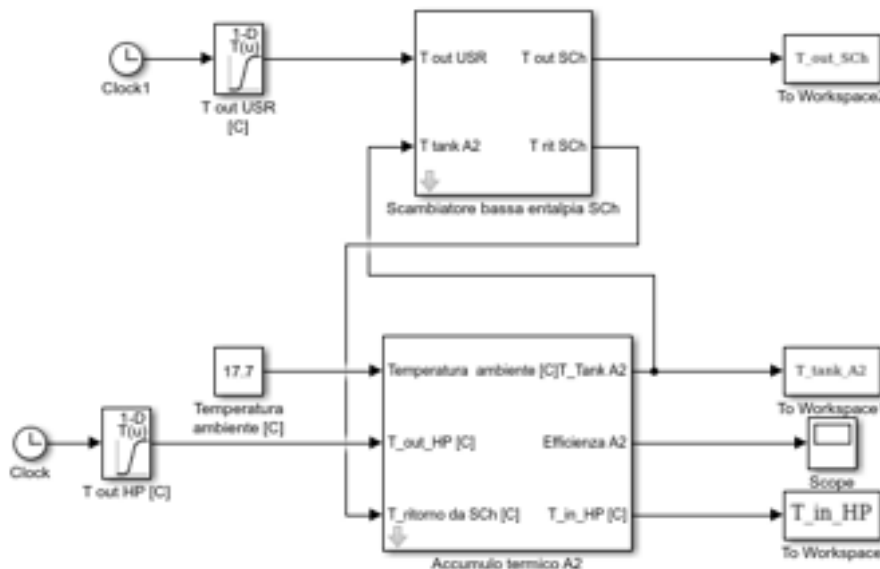 1-D
T(u)
Clock1
T out USR
[C]
T out USR
T out SCh
T tank A2
T rit SCh
Scambiatore bassa entalpia SCh
T_out_SCh
To Workspace
17.7
Temperatura
ambiente [C]
1-D
T(u)
Clock
T out HP [C]
Temperatura ambiente [C]
T_Tank A2
T_out_HP [C]
Efficienza A2
T_ritorno da SCh [C]
T_in_HP [C]
Accumulo termico A2
T_tank_A2
To Workspace
Scope
T_in_HP
To Workspace